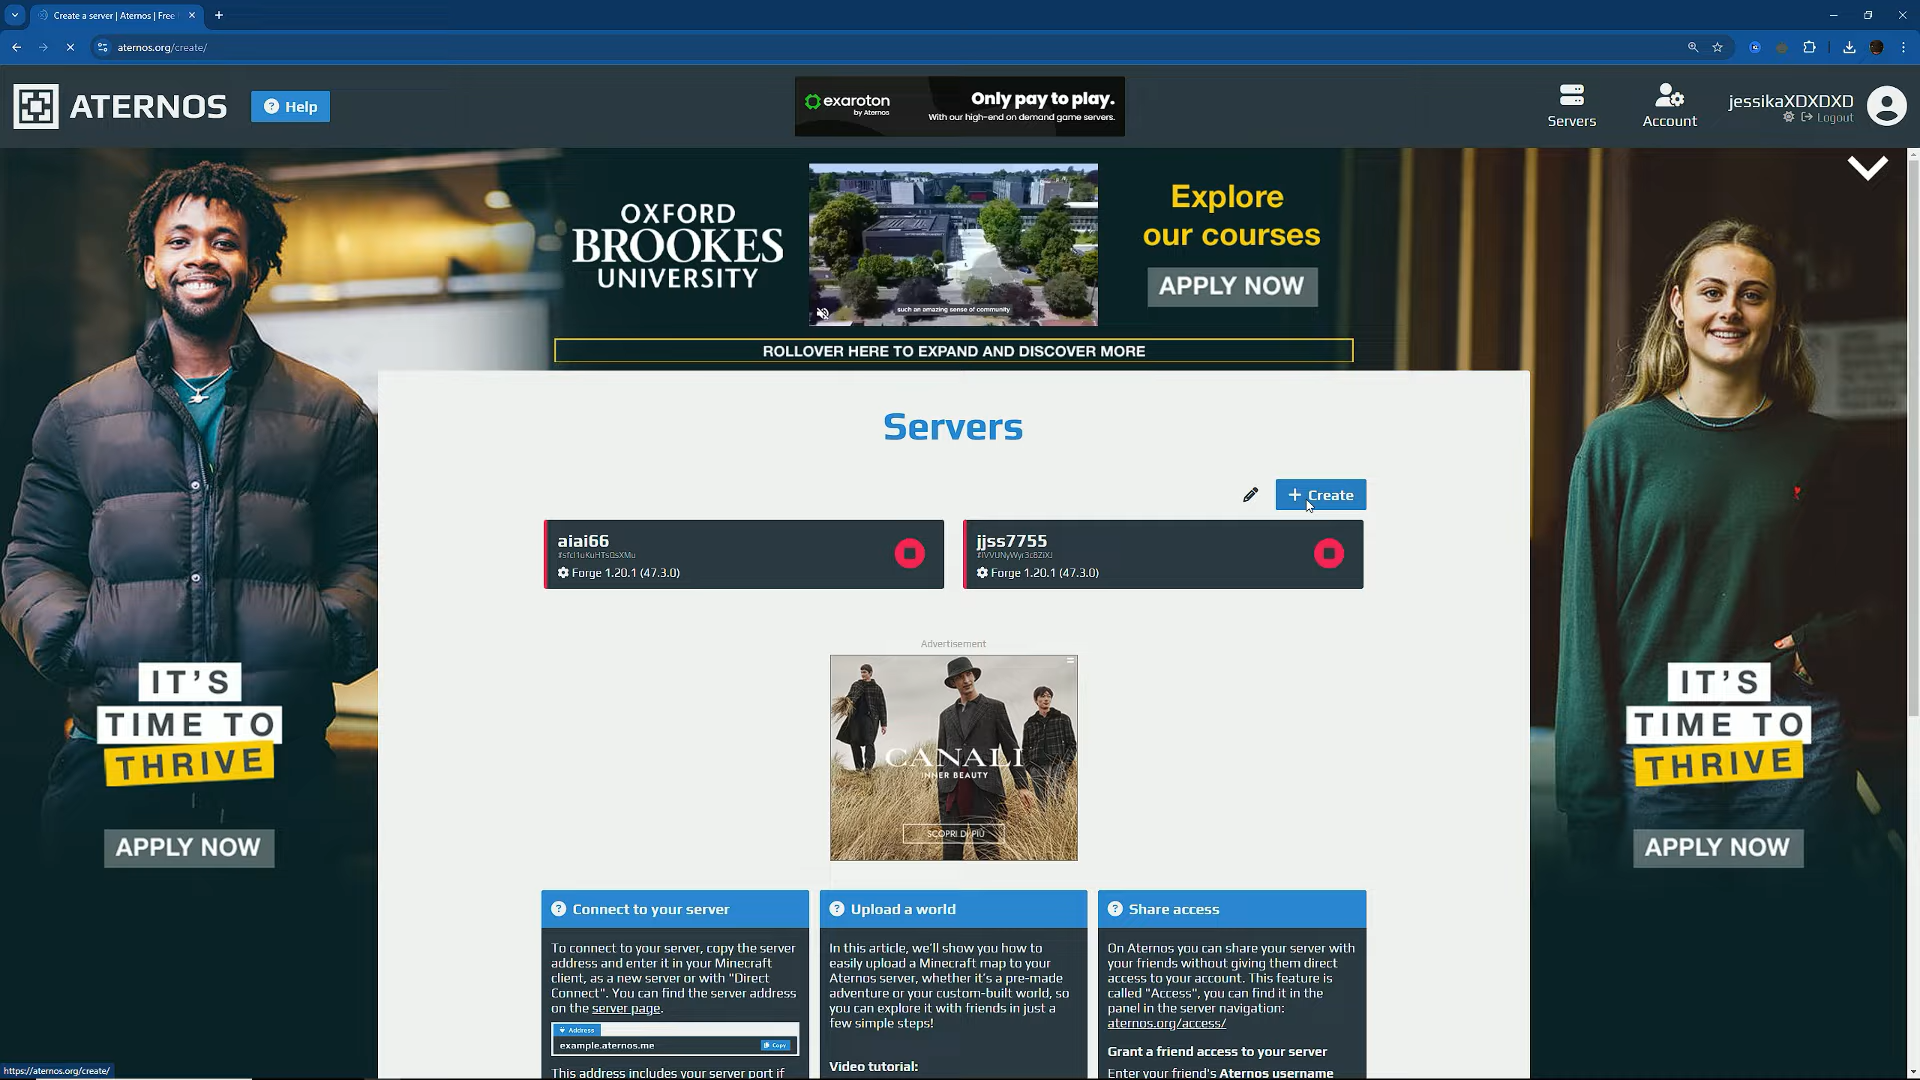 Create a server | Aternos | Free
aternos.org/create/
ATERNOS
Help
exaroton
by Aternos
Only pay to play.
With our high-end on demand game servers.
Servers
Account
jessikaXDXDXD
Logout
OXFORD
BROOKES
UNIVERSITY
such an amazing sense of community
Explore
our courses
APPLY NOW
ROLLOVER HERE TO EXPAND AND DISCOVER MORE
Servers
+ Create
aiai66
Forge 1.20.1 (47.3.0)
jjss7755
Forge 1.20.1 (47.3.0)
Advertisement
CANALI
INNER BEAUTY
SCOPRI DI PIÙ
IT'S
TIME TO
THRIVE
APPLY NOW
IT'S
TIME TO
THRIVE
APPLY NOW
Connect to your server
To connect to your server, copy the server
address and enter it in your Minecraft
client, as a new server or with "Direct
Connect". You can find the server address
on the server page.
Address
example.aternos.me
Copy
This address includes your server port if
Upload a world
In this article, we'll show you how to
easily upload a Minecraft map to your
Aternos server, whether it's a pre-made
adventure or your custom-built world, so
you can explore it with friends in just a
few simple steps!
Video tutorial:
Share access
On Aternos you can share your server with
your friends without giving them direct
access to your account. This feature is
called "Access", you can find it in the
panel in the server navigation:
aternos.org/access/
Grant a friend access to your server
Enter your friend's Aternos username
https://aternos.org/create/